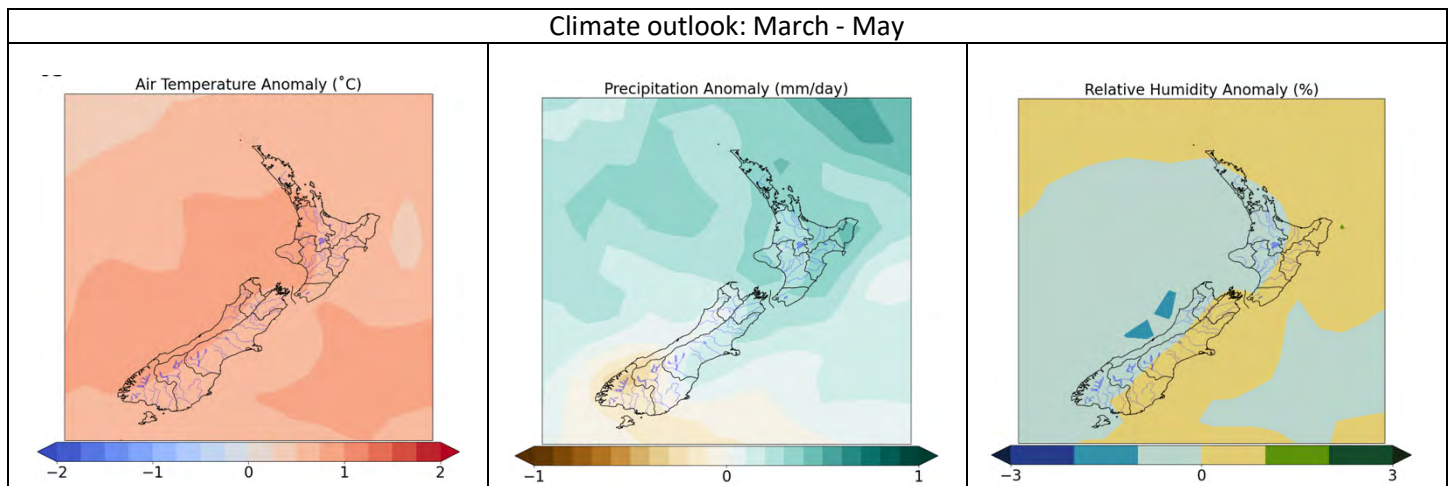 Climate outlook: March - May
Air Temperature Anomaly (˚C)
Precipitation Anomaly (mm/day)
Relative Humidity Anomaly (%)
−2 −1 0 1 2
−1 0 1
−3 0 3